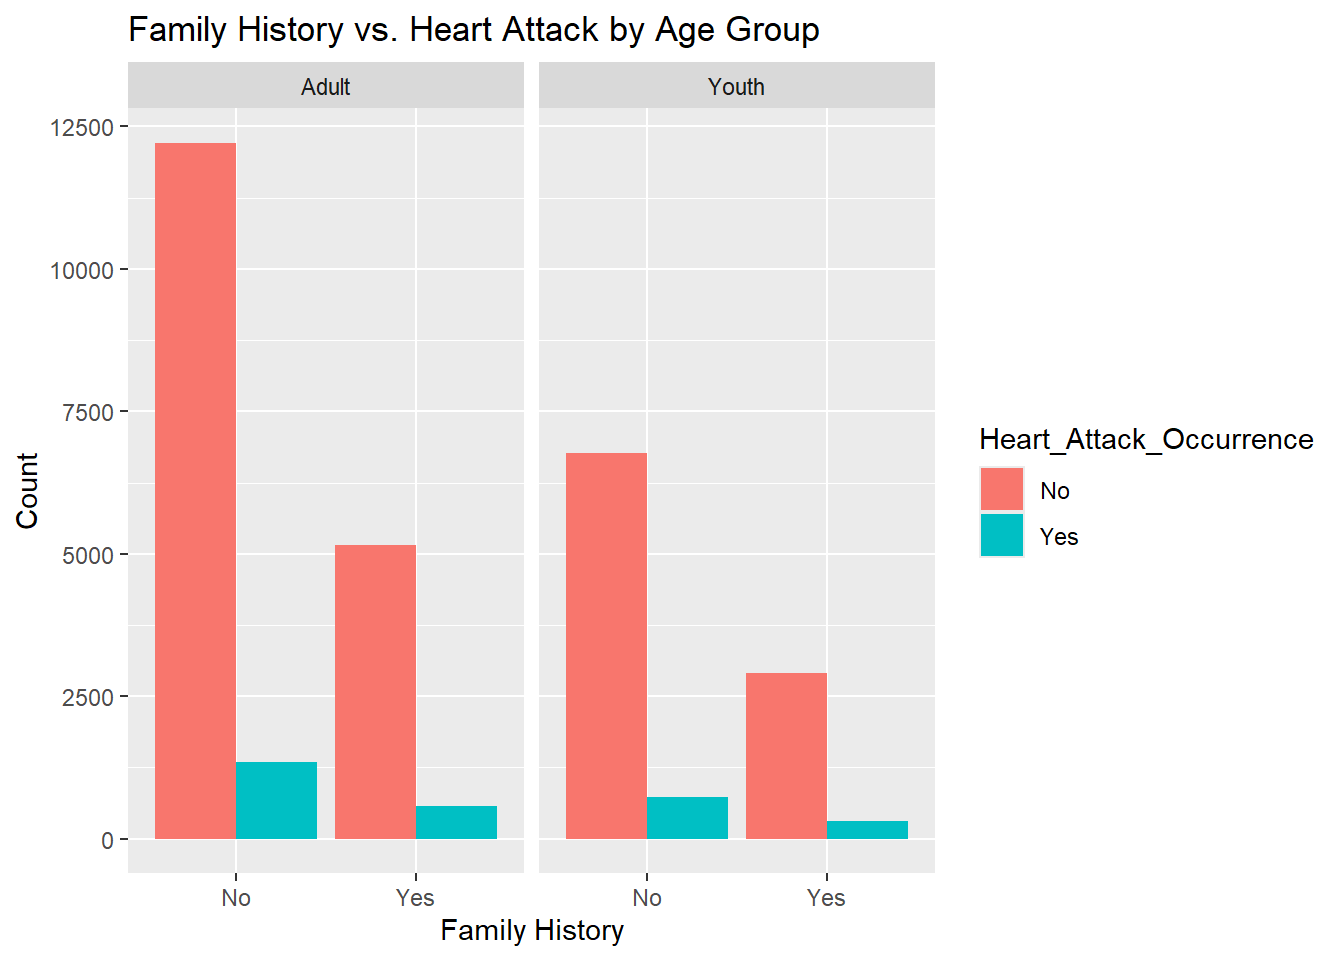 Family History vs. Heart Attack by Age Group
Adult
Youth
12500
10000
7500
5000
2500
0
Count
No
Yes
No
Yes
Family History
Heart_Attack_Occurrence
No
Yes